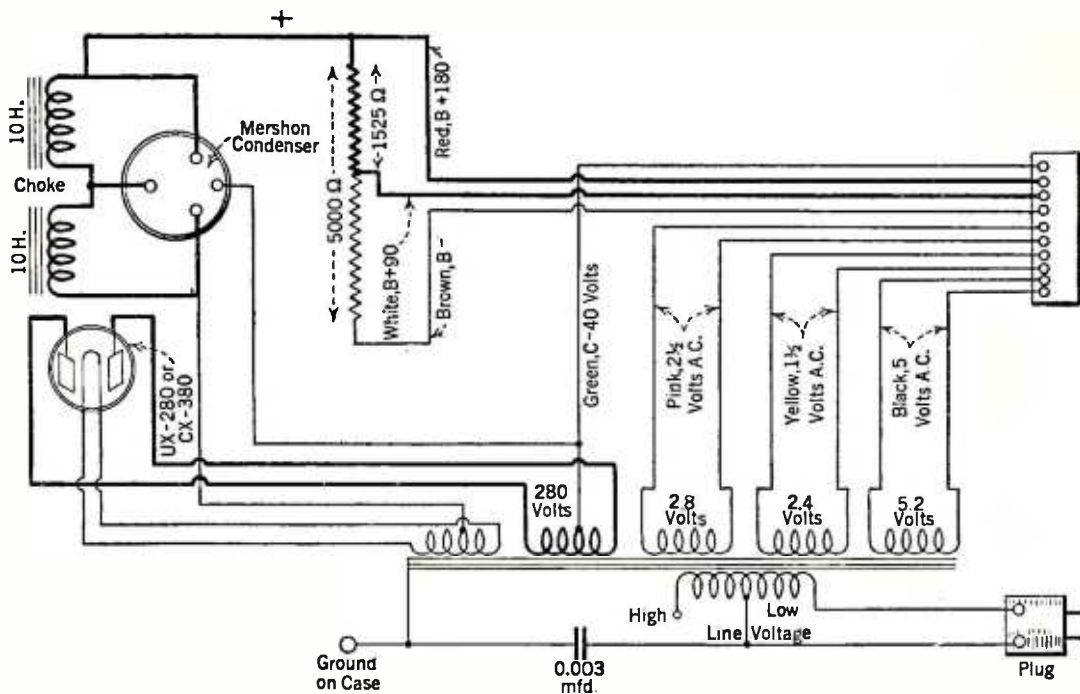 +
10 H.
Choke
10 H.
Mershon
Condenser
5000 Ω
1525 Ω
Red, B+180
White, B+90
Brown, B-
Green, C-40 Volts
Pink, 2½
Volts A.C.
Yellow, 1½
Volts A.C.
Black, 5
Volts A.C.
UX-280 or
CX-380
280
Volts
2.8
Volts
2.4
Volts
5.2
Volts
High
Low
Line Voltage
Ground
on Case
0.003
mfd.
Plug